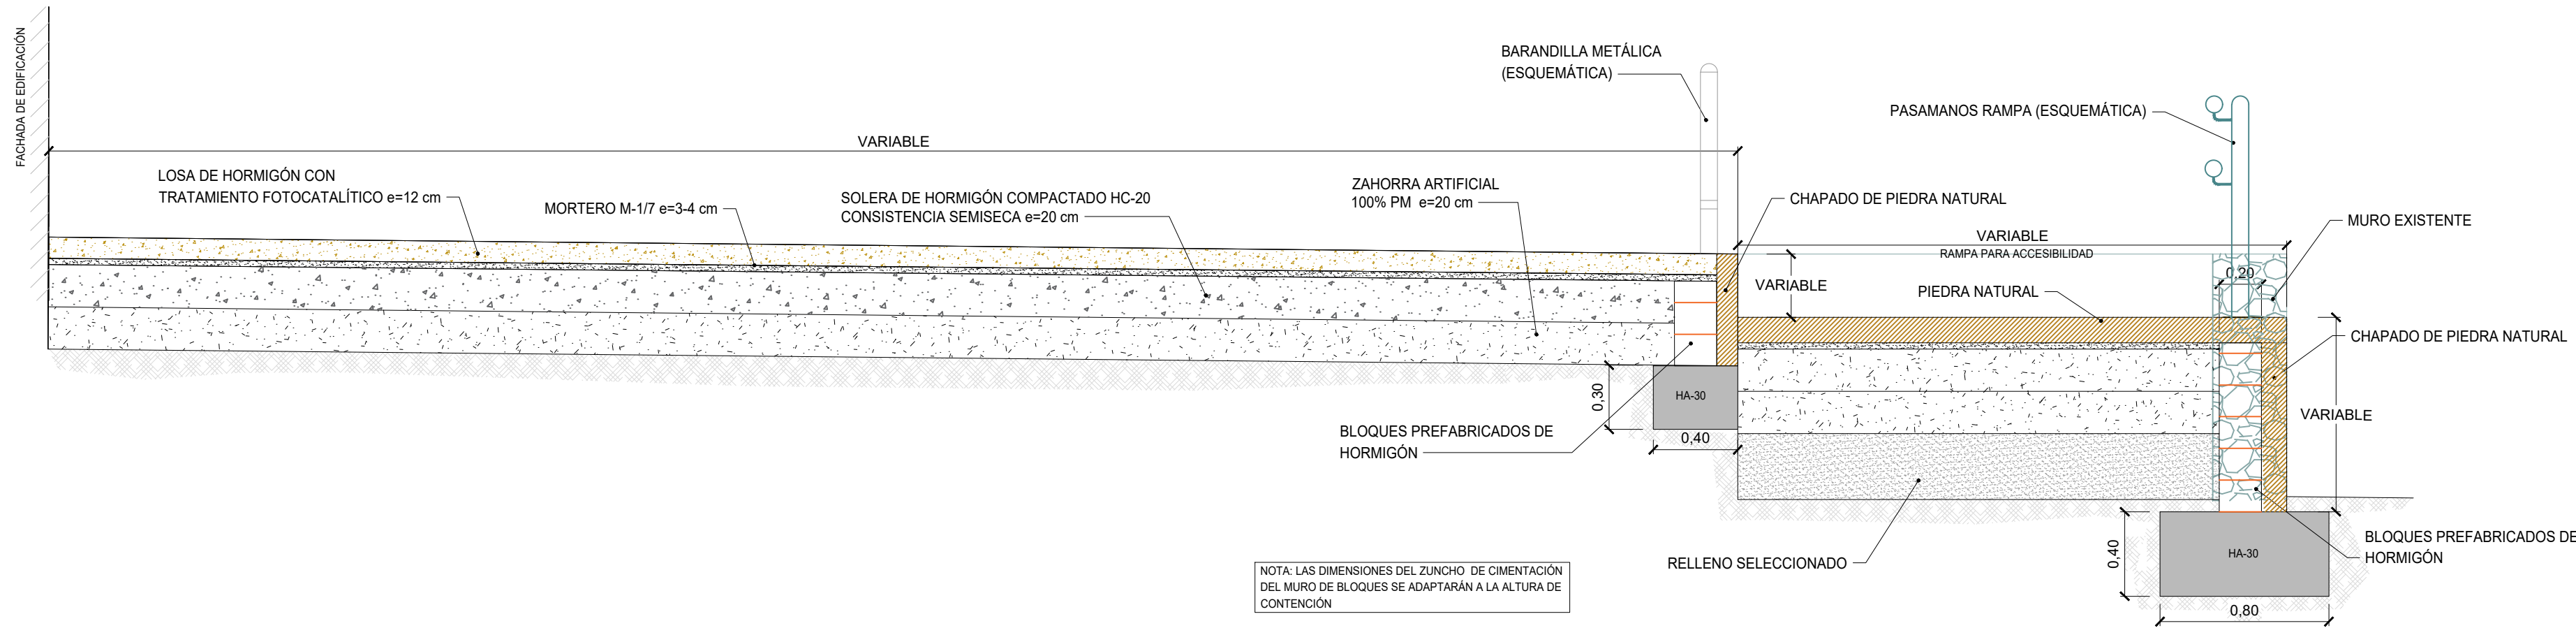 FACHADA DE EDIFICACIÓN
BARANDILLA METÁLICA
(ESQUEMÁTICA)
PASAMANOS RAMPA (ESQUEMÁTICA)
VARIABLE
LOSA DE HORMIGÓN CON
TRATAMIENTO FOTOCATALÍTICO e=12 cm
MORTERO M-1/7 e=3-4 cm
SOLERA DE HORMIGÓN COMPACTADO HC-20
CONSISTENCIA SEMISECA e=20 cm
ZAHORRA ARTIFICIAL
100% PM e=20 cm
CHAPADO DE PIEDRA NATURAL
MURO EXISTENTE
VARIABLE
RAMPA PARA ACCESIBILIDAD
0,20
VARIABLE
PIEDRA NATURAL
CHAPADO DE PIEDRA NATURAL
VARIABLE
0,30
HA-30
0,40
BLOQUES PREFABRICADOS DE
HORMIGÓN
RELLENO SELECCIONADO
0,40
HA-30
0,80
BLOQUES PREFABRICADOS DE
HORMIGÓN
NOTA: LAS DIMENSIONES DEL ZUNCHO DE CIMENTACIÓN
DEL MURO DE BLOQUES SE ADAPTARÁN A LA ALTURA DE
CONTENCIÓN